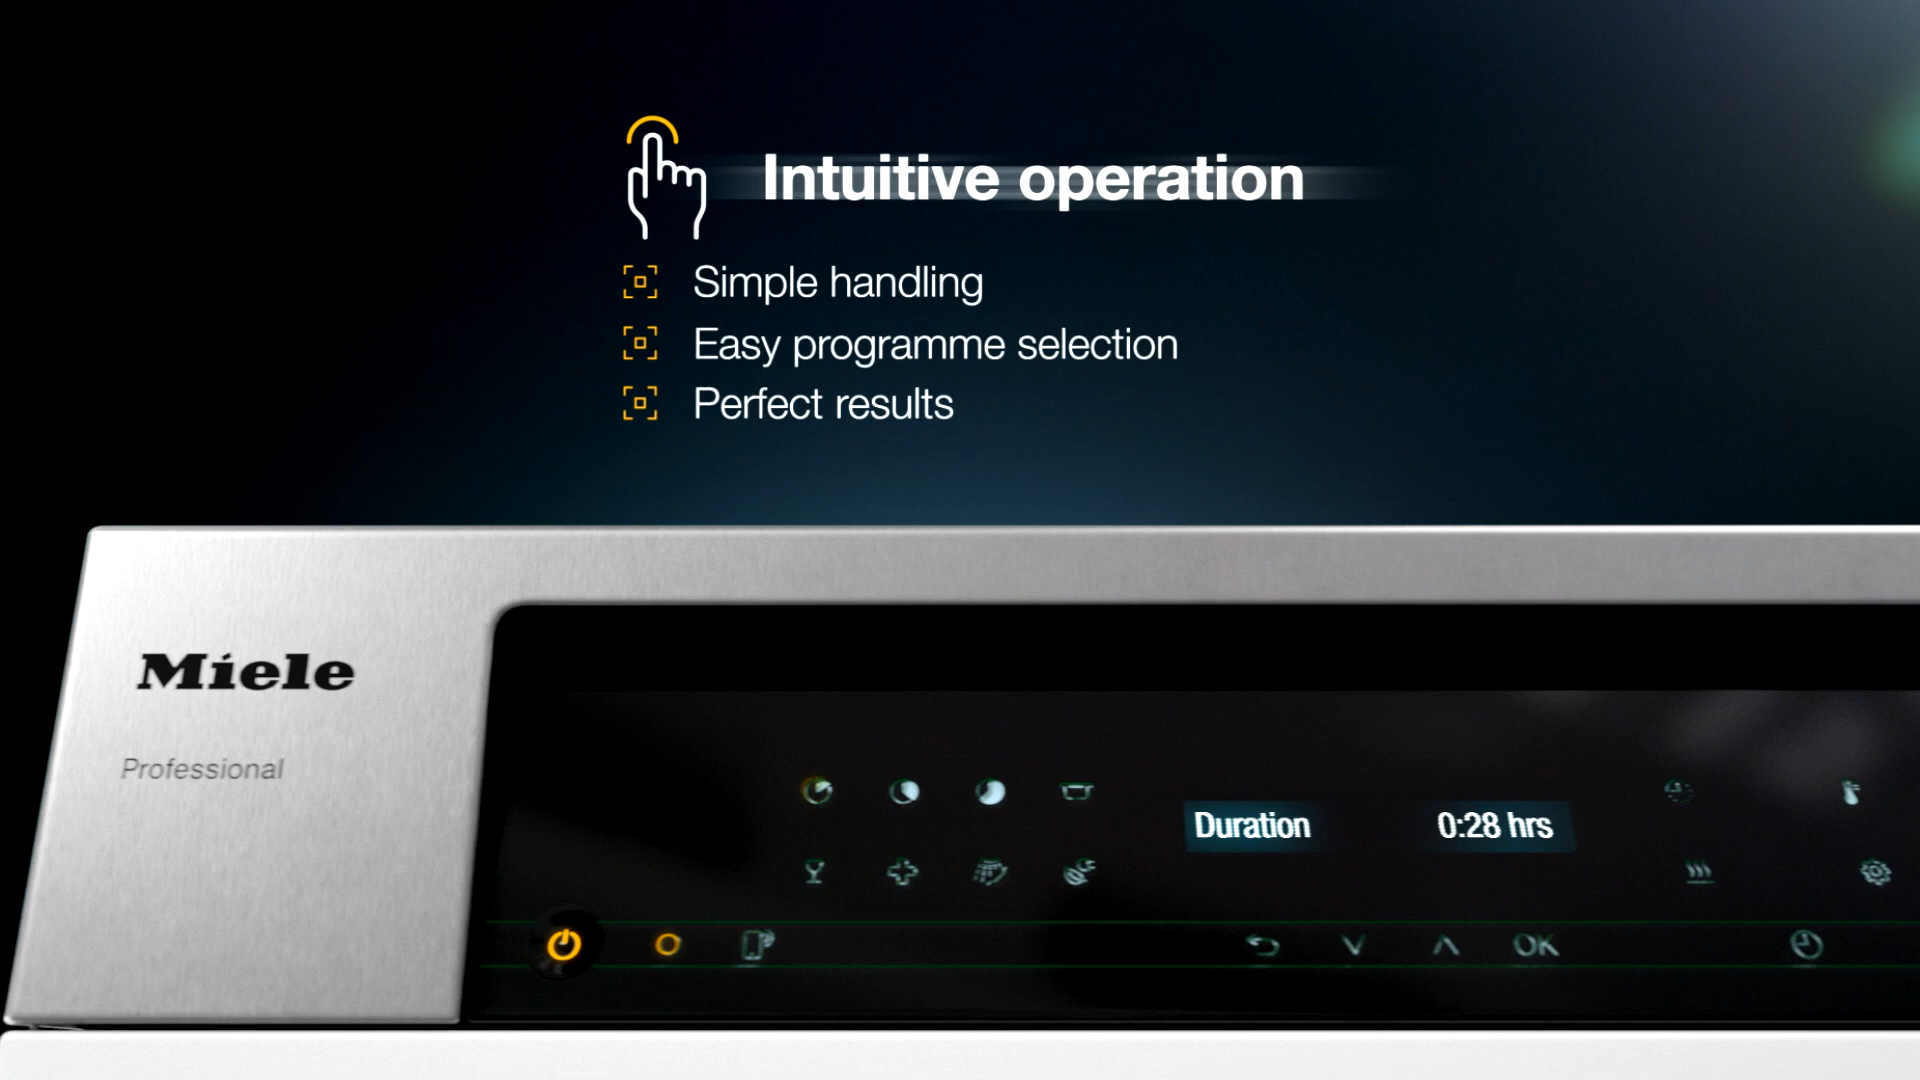 Intuitive operation
Simple handling
Easy programme selection
Perfect results
Miele
Professional
Duration 0:28 hrs
OK